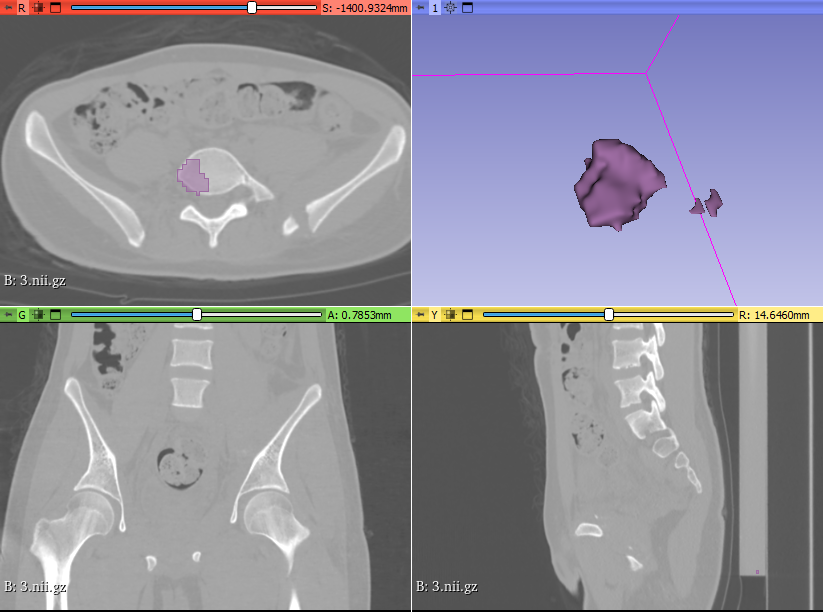 R
S: -1400.9324mm
1
B: 3.nii.gz
G
A: 0.7853mm
Y
R: 14.6460mm
B: 3.nii.gz
B: 3.nii.gz